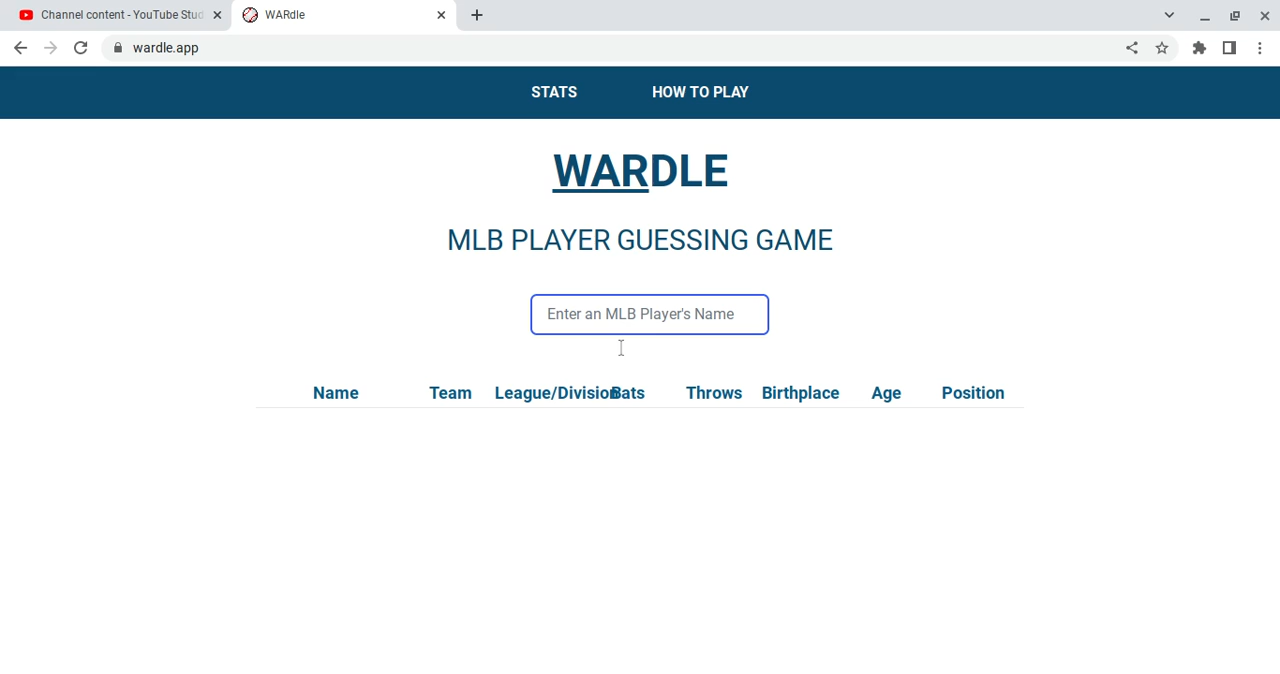 Channel content - YouTube Stud
WARdle
wardle.app
STATS HOW TO PLAY
WARDLE
MLB PLAYER GUESSING GAME
Enter an MLB Player's Name
Name Team League/Division Bats Throws Birthplace Age Position